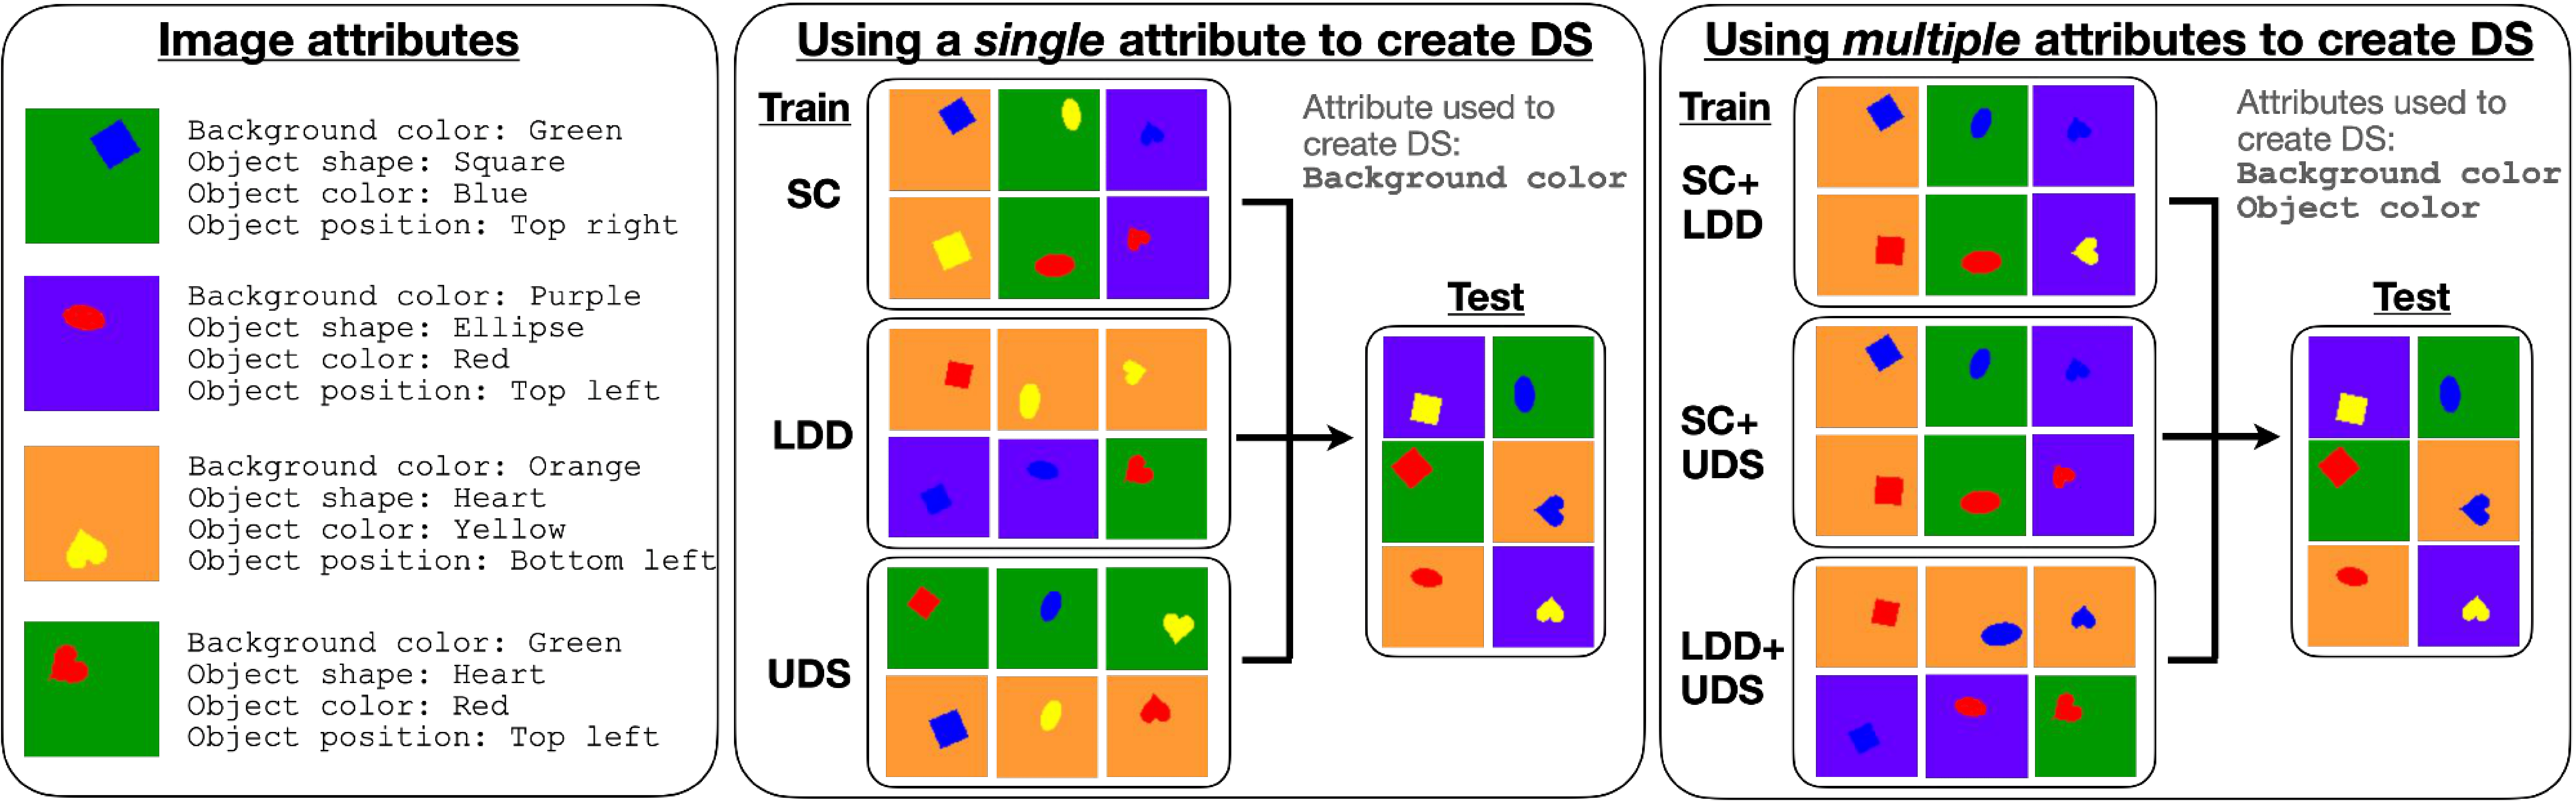 Image attributes
Background color: Green
Object shape: Square
Object color: Blue
Object position: Top right
Background color: Purple
Object shape: Ellipse
Object color: Red
Object position: Top left
Background color: Orange
Object shape: Heart
Object color: Yellow
Object position: Bottom left
Background color: Green
Object shape: Heart
Object color: Red
Object position: Top left
Using a single attribute to create DS
Train
SC
LDD
UDS
Attribute used to
create DS:
Background color
Test
Using multiple attributes to create DS
Train
SC+
LDD
SC+
UDS
LDD+
UDS
Attributes used to
create DS:
Background color
Object color
Test